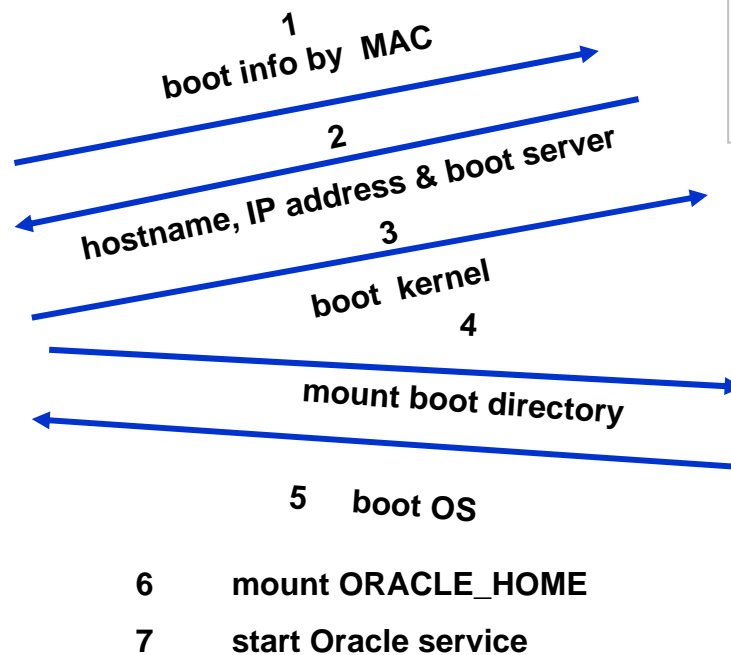 1
boot info by MAC
2
hostname, IP address & boot server
3
boot kernel
4
mount boot directory
5 boot OS
6 mount ORACLE_HOME
7 start Oracle service